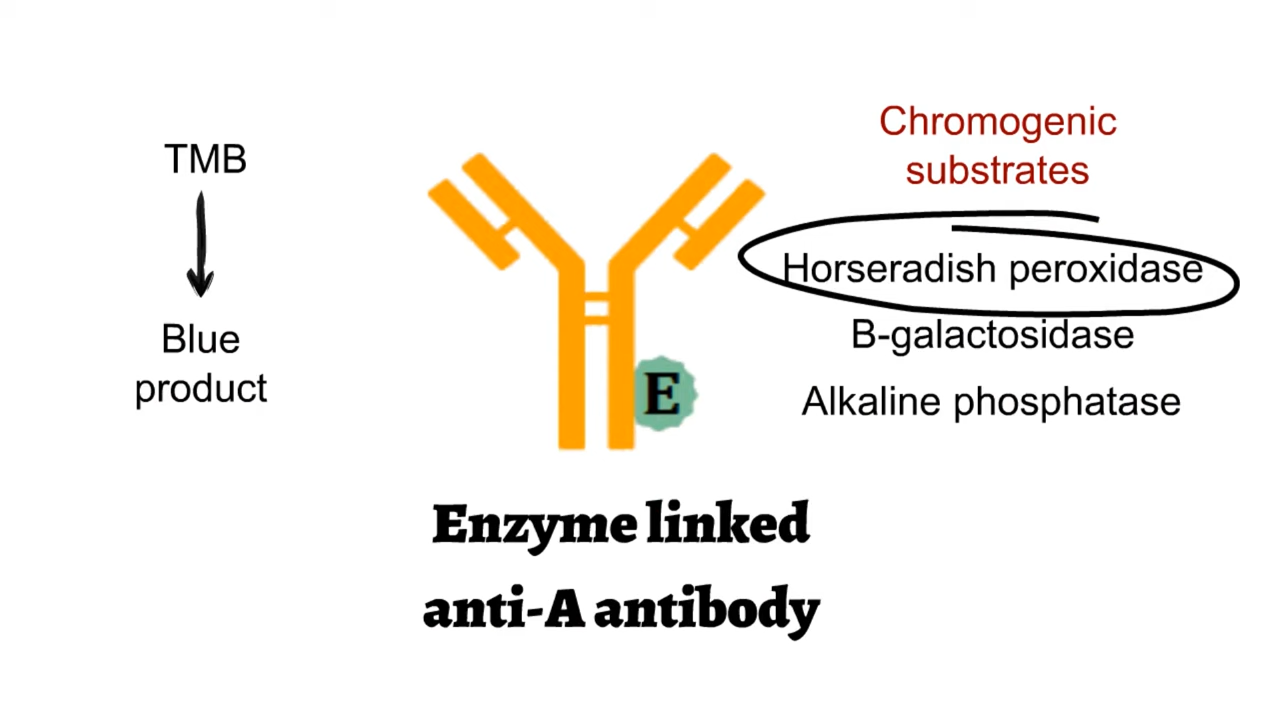 TMB
Blue
product
E
Enzyme linked
anti-A antibody
Chromogenic
substrates
Horseradish peroxidase
B-galactosidase
Alkaline phosphatase